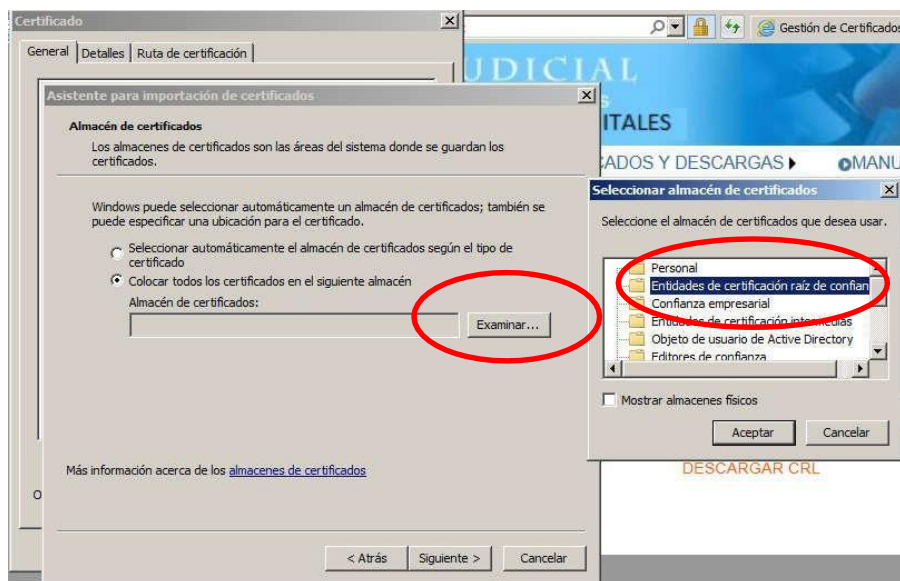 Certificado
General
Detalles
Ruta de certificación
Gestión de Certificados
UDICIAL
ITALES
CADOS Y DESCARGAS
MANU
Asistente para importación de certificados
Almacén de certificados
Los almacenes de certificados son las áreas del sistema donde se guardan los
certificados.
Windows puede seleccionar automáticamente un almacén de certificados; también se
puede especificar una ubicación para el certificado.
Seleccionar automáticamente el almacén de certificados según el tipo de
certificado
Colocar todos los certificados en el siguiente almacén
Almacén de certificados:
Examinar...
Más información acerca de los almacenes de certificados
< Atrás
Siguiente >
Cancelar
Seleccionar almacén de certificados
Seleccione el almacén de certificados que desea usar.
Personal
Entidades de certificación raíz de confian
Confianza empresarial
Entidades de certificación intermedias
Objeto de usuario de Active Directory
Editores de confianza
Mostrar almacenes físicos
Aceptar
Cancelar
DESCARGAR CRL